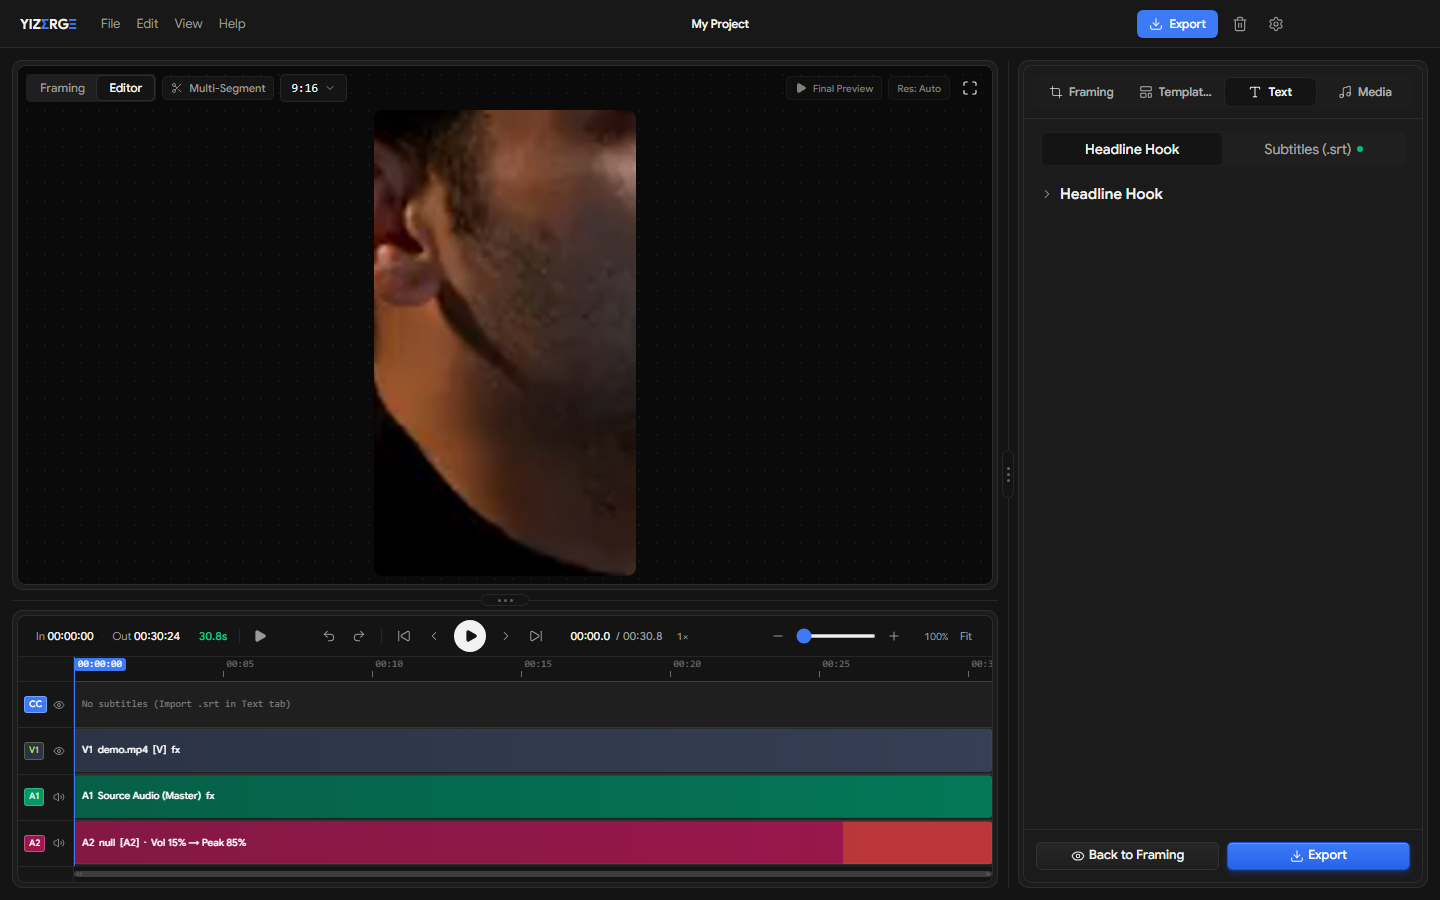 YIZERGE File Edit View Help My Project Export
Framing Editor Multi-Segment 9:16 Final Preview Res: Auto
Framing Templat... Text Media
Headline Hook Subtitles (.srt)
Headline Hook
In 00:00:00 Out 00:30:24 30.8s 00:00.0 / 00:30.8 1× 100% Fit
00:00:00 00:05 00:10 00:15 00:20 00:25 00:3
CC No subtitles (Import .srt in Text tab)
V1 V1 demo.mp4 [V] fx
A1 A1 Source Audio (Master) fx
A2 A2 null [A2] · Vol 15% → Peak 85%
Back to Framing Export